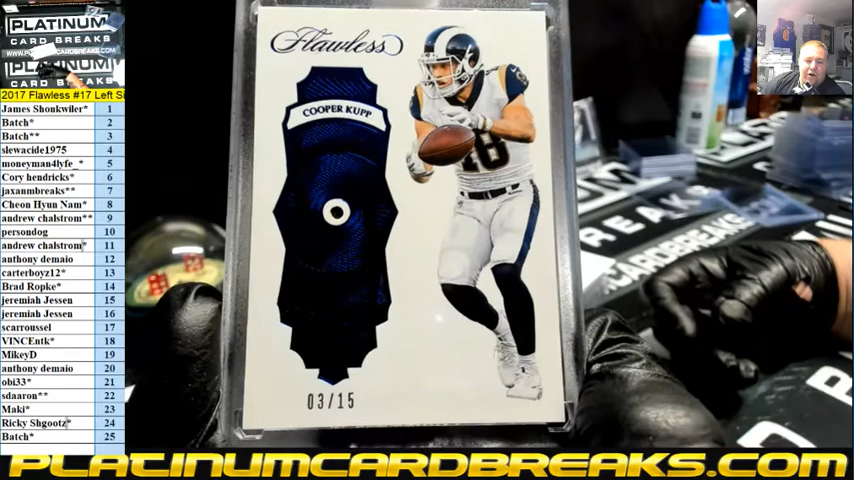 PLATINUM
CARD BREAKS
PLATINUM
CARD BREAKS
2017 Flawless #17 Left Si
James Shonkwiler* 1
Batch* 2
Batch** 3
slewacide1975 4
moneyman4lyfe_* 5
Cory hendricks* 6
jaxanmbreaks** 7
Cheon Hyun Nam* 8
andrew chalstrom** 9
persondog 10
andrew chalstrom* 11
anthony demaio 12
carterboyz12* 13
Brad Ropke* 14
jeremiah Jessen 15
jeremiah Jessen 16
scarroussel 17
VINCEntk* 18
MikeyD 19
anthony demaio 20
obi33* 21
sdaaron** 22
Maki* 23
Ricky Shgootz* 24
Batch* 25
Flawless
COOPER KUPP
18
03/15
PLATINUMCARDBREAKS.COM